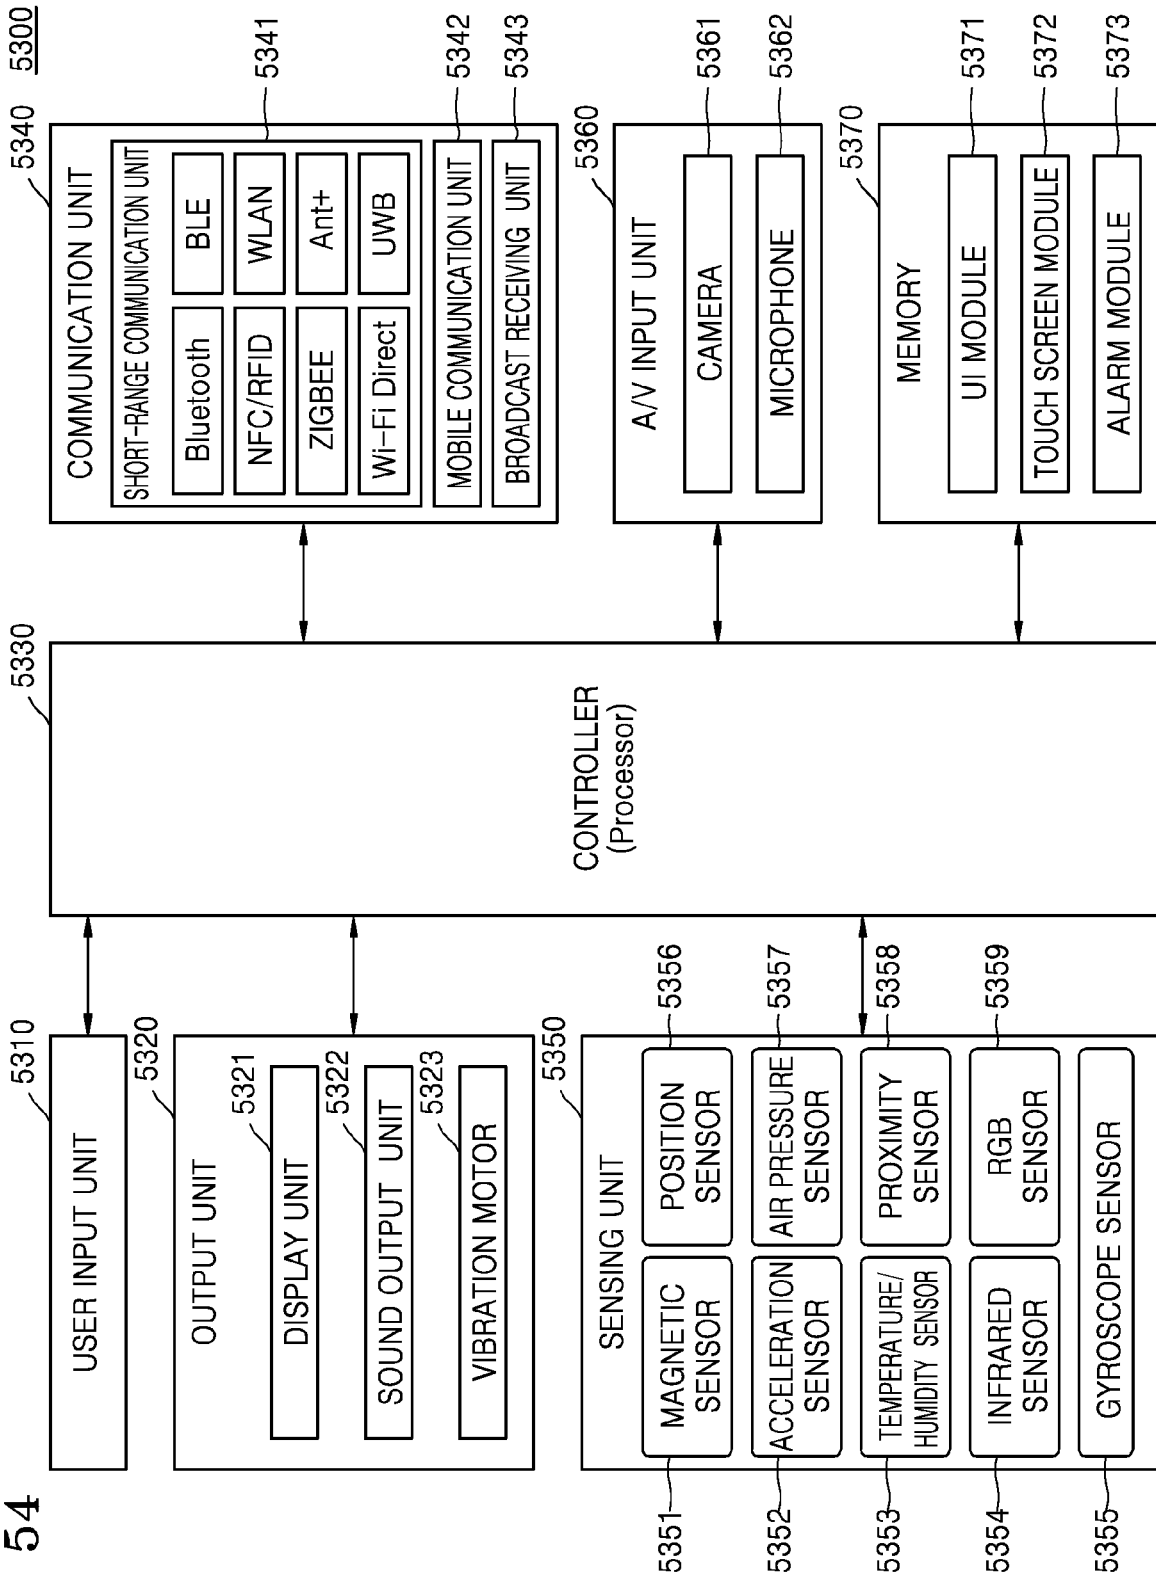 54
5300
5310
USER INPUT UNIT
5320
OUTPUT UNIT
5321
DISPLAY UNIT
5322
SOUND OUTPUT UNIT
5323
VIBRATION MOTOR
5350
SENSING UNIT
MAGNETIC
SENSOR
5351
POSITION
SENSOR
5356
ACCELERATION
SENSOR
5352
AIR PRESSURE
SENSOR
5357
TEMPERATURE/
HUMIDITY SENSOR
5353
PROXIMITY
SENSOR
5358
INFRARED
SENSOR
5354
RGB
SENSOR
5359
GYROSCOPE SENSOR
5355
5330
CONTROLLER
(Processor)
5340
COMMUNICATION UNIT
SHORT-RANGE COMMUNICATION UNIT
5341
Bluetooth
BLE
NFC/RFID
WLAN
ZIGBEE
Ant+
Wi-Fi Direct
UWB
MOBILE COMMUNICATION UNIT
5342
BROADCAST RECEIVING UNIT
5343
5360
A/V INPUT UNIT
CAMERA
5361
MICROPHONE
5362
5370
MEMORY
UI MODULE
5371
TOUCH SCREEN MODULE
5372
ALARM MODULE
5373